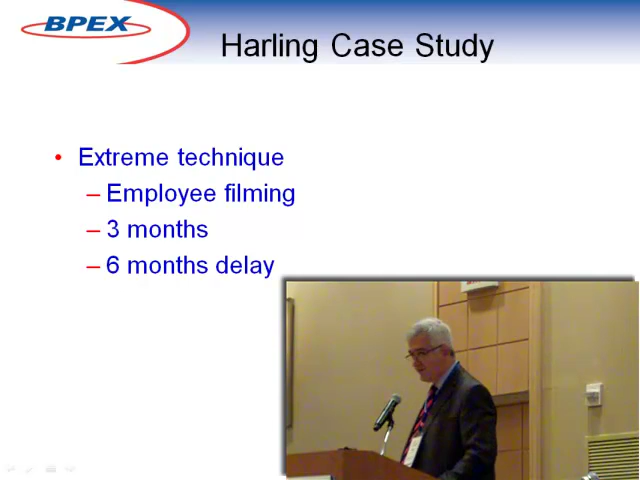 BPEX
Harling Case Study
• Extreme technique
– Employee filming
– 3 months
– 6 months delay